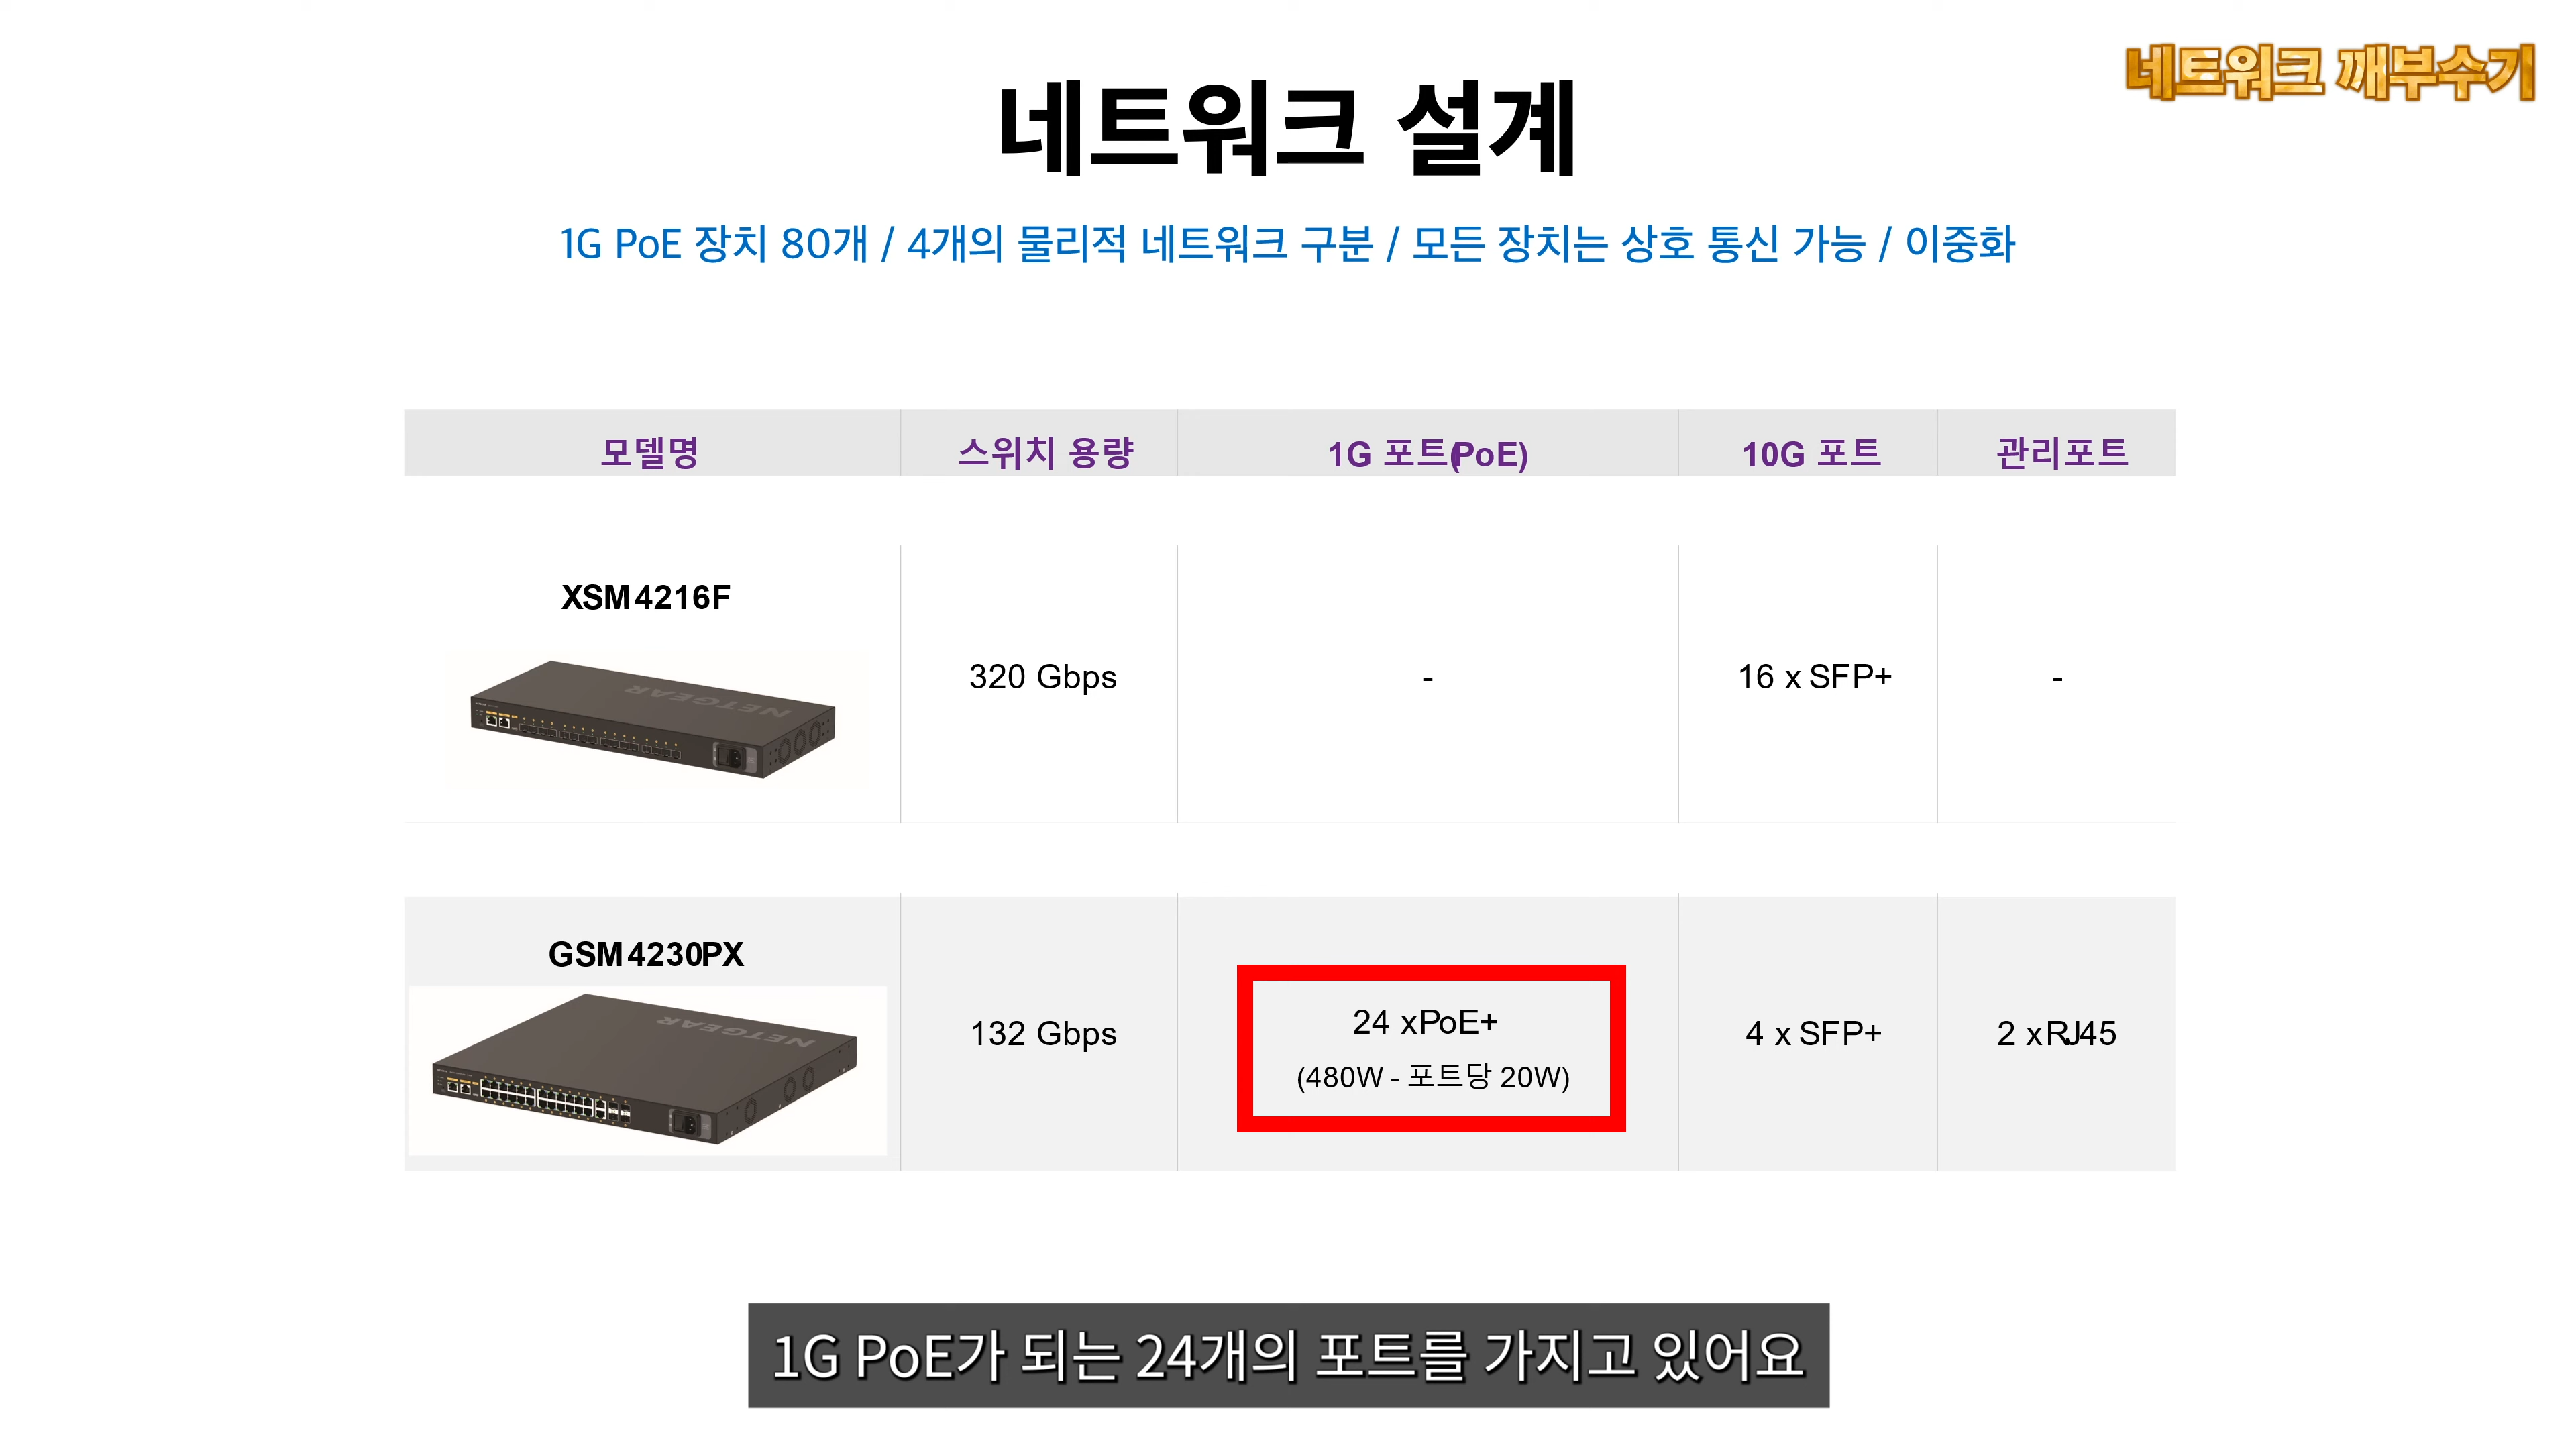 네트워크 깨부수기
네트워크 설계
1G PoE 장치 80개 / 4개의 물리적 네트워크 구분 / 모든 장치는 상호 통신 가능 / 이중화
모델명 스위치 용량 1G 포트(PoE) 10G 포트 관리포트
XSM4216F
NETGEAR
320 Gbps - 16 x SFP+ -
GSM4230PX
NETGEAR
132 Gbps 24 xPoE+ 4 x SFP+ 2 xRJ45
(480W - 포트당 20W)
1G PoE가 되는 24개의 포트를 가지고 있어요